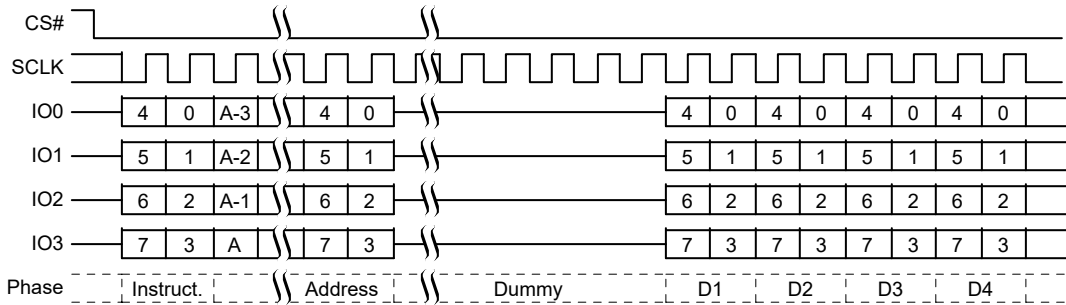 CS#
SCLK
IO0 4 0 A-3 4 0 4 0 4 0 4 0 4 0
IO1 5 1 A-2 5 1 5 1 5 1 5 1 5 1
IO2 6 2 A-1 6 2 6 2 6 2 6 2 6 2
IO3 7 3 A 7 3 7 3 7 3 7 3 7 3
Phase Instruct. Address Dummy D1 D2 D3 D4